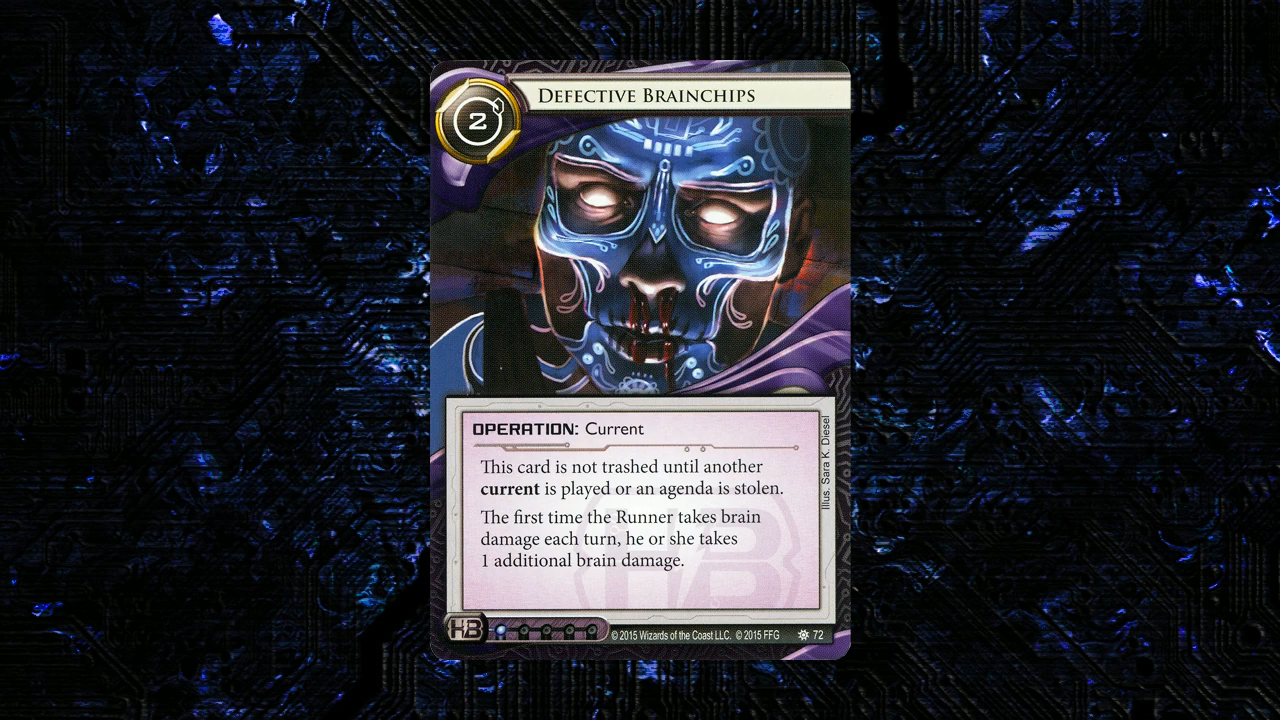 2
DEFECTIVE BRAINCHIPS
OPERATION: Current
This card is not trashed until another
current is played or an agenda is stolen.
The first time the Runner takes brain
damage each turn, he or she takes
1 additional brain damage.
Illus. Sara K. Diesel
HB
HB
© 2015 Wizards of the Coast LLC. © 2015 FFG
72